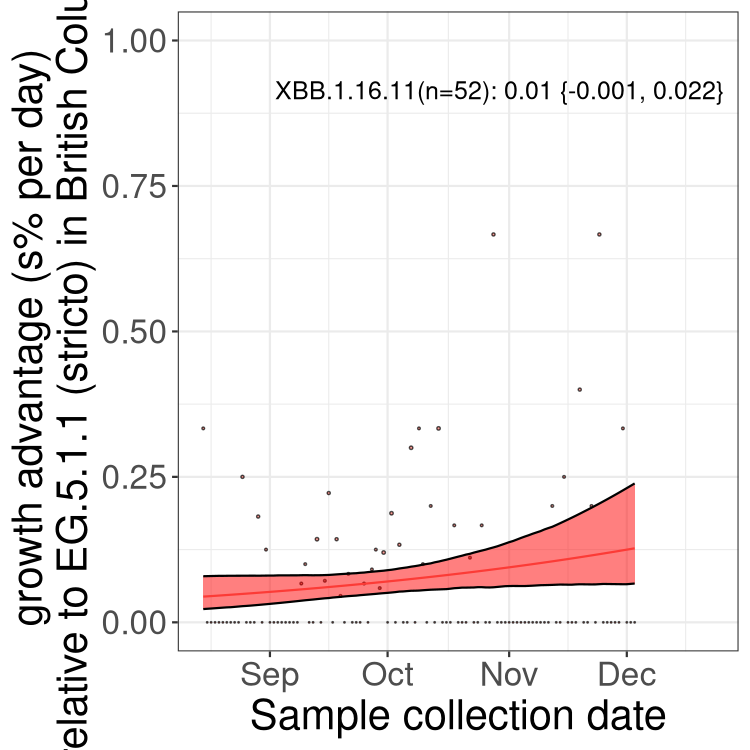 growth advantage (s% per day)
relative to EG.5.1.1 (stricto) in British
1.00
0.75
0.50
0.25
0.00
XBB.1.16.11(n=52): 0.01 {-0.001, 0.022}
Sep Oct Nov Dec
Sample collection date